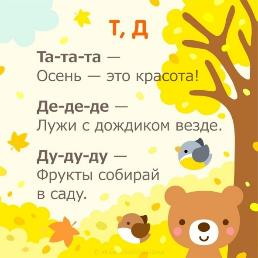 Т, Д
Та-та-та —
Осень — это красота!
Де-де-де —
Лужи с дождиком везде.
Ду-ду-ду —
Фрукты собирай
в саду.